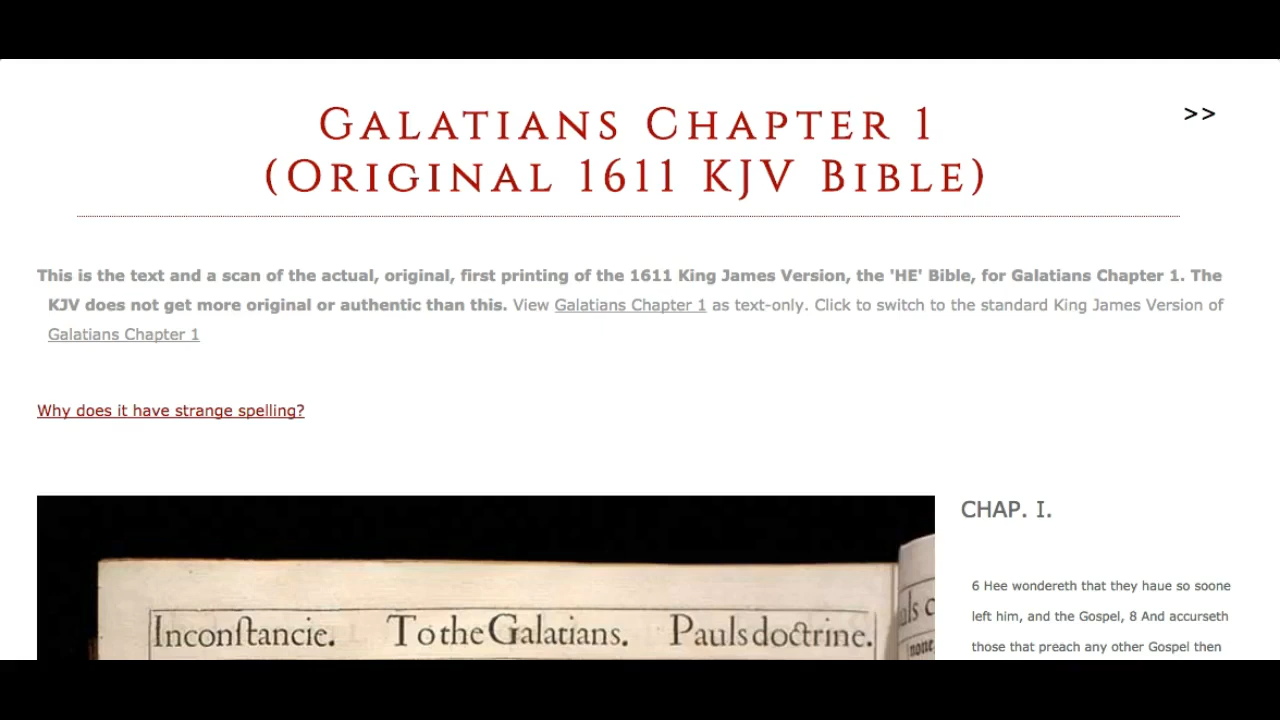 Galatians Chapter 1
>>
(Original 1611 KJV Bible)
This is the text and a scan of the actual, original, first printing of the 1611 King James Version, the 'HE' Bible, for Galatians Chapter 1. The
KJV does not get more original or authentic than this. View Galatians Chapter 1 as text-only. Click to switch to the standard King James Version of
Galatians Chapter 1
Why does it have strange spelling?
Inconſtancie. To the Galatians. Pauls doctrine.
CHAP. I.
6 Hee wondereth that they haue so soone
left him, and the Gospel, 8 And accurseth
those that preach any other Gospel then